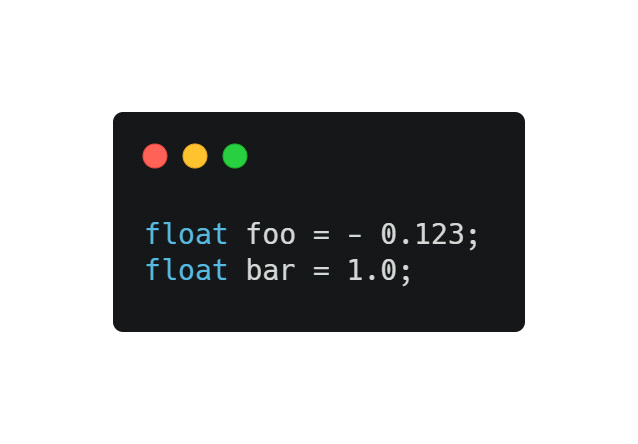 float foo = - 0.123;
float bar = 1.0;